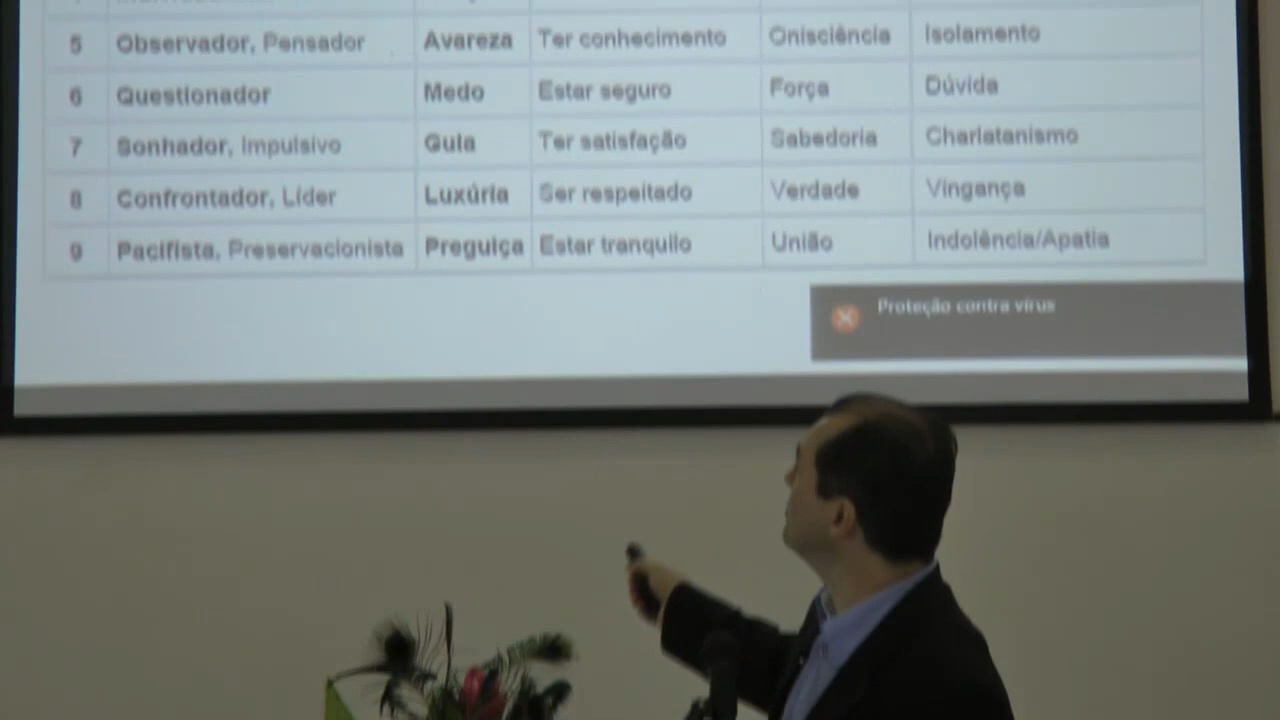 5 Observador, Pensador Avareza Ter conhecimento Onisciência Isolamento
6 Questionador Medo Estar seguro Força Dúvida
7 Sonhador, Impulsivo Gula Ter satisfação Sabedoria Charlatanismo
8 Confrontador, Líder Luxúria Ser respeitado Verdade Vingança
9 Pacifista, Preservacionista Preguiça Estar tranquilo União Indolência/Apatia
Proteção contra vírus